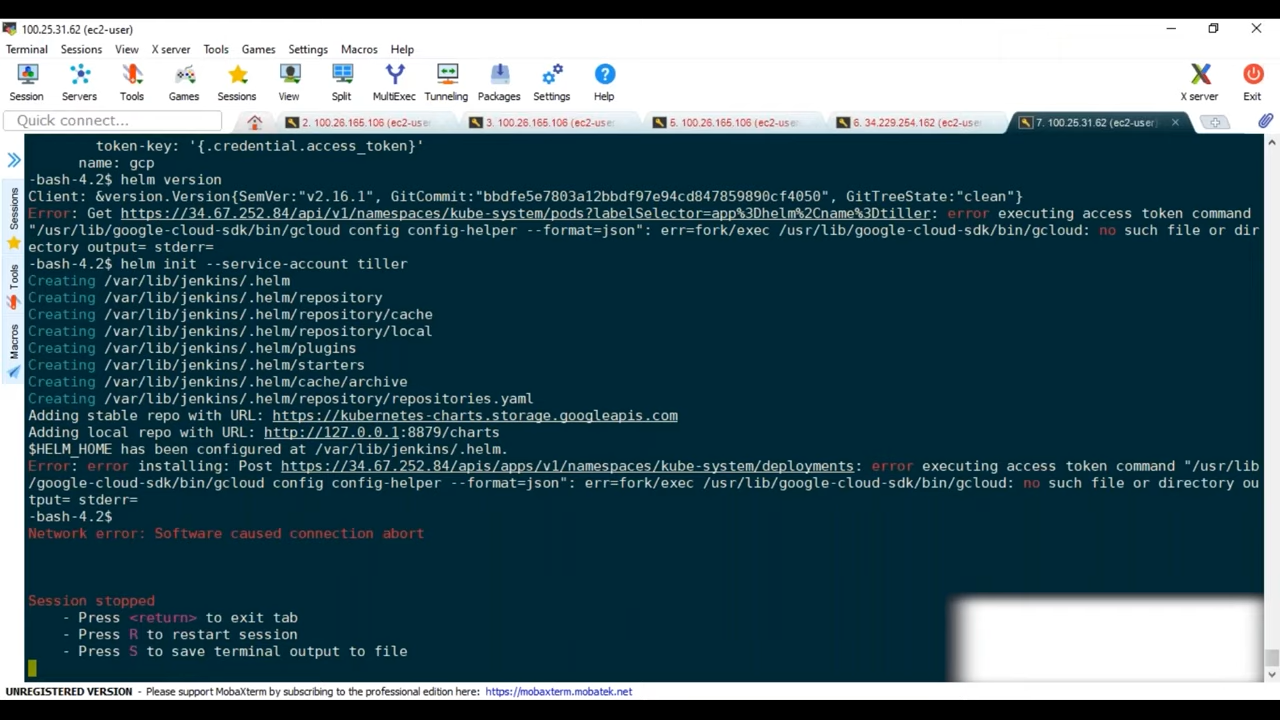 100.25.31.62 (ec2-user)
Terminal Sessions View X server Tools Games Settings Macros Help
Session Servers Tools Games Sessions View Split MultiExec Tunneling Packages Settings Help X server Exit
Quick connect... 2. 100.26.165.106 (ec2-use 3. 100.26.165.106 (ec2-use 5. 100.26.165.106 (ec2-use 6. 34.229.254.162 (ec2-use 7. 100.25.31.62 (ec2-user)
Sessions
Tools
Macros
token-key: '{.credential.access_token}'
name: gcp
-bash-4.2$ helm version
Client: &version.Version{SemVer:"v2.16.1", GitCommit:"bbdfe5e7803a12bbdf97e94cd847859890cf4050", GitTreeState:"clean"}
Error: Get https://34.67.252.84/api/v1/namespaces/kube-system/pods?labelSelector=app%3Dhelm%2Cname%3Dtiller: error executing access token command
"/usr/lib/google-cloud-sdk/bin/gcloud config config-helper --format=json": err=fork/exec /usr/lib/google-cloud-sdk/bin/gcloud: no such file or dir
ectory output= stderr=
-bash-4.2$ helm init --service-account tiller
Creating /var/lib/jenkins/.helm
Creating /var/lib/jenkins/.helm/repository
Creating /var/lib/jenkins/.helm/repository/cache
Creating /var/lib/jenkins/.helm/repository/local
Creating /var/lib/jenkins/.helm/plugins
Creating /var/lib/jenkins/.helm/starters
Creating /var/lib/jenkins/.helm/cache/archive
Creating /var/lib/jenkins/.helm/repository/repositories.yaml
Adding stable repo with URL: https://kubernetes-charts.storage.googleapis.com
Adding local repo with URL: http://127.0.0.1:8879/charts
$HELM_HOME has been configured at /var/lib/jenkins/.helm.
Error: error installing: Post https://34.67.252.84/apis/apps/v1/namespaces/kube-system/deployments: error executing access token command "/usr/lib
/google-cloud-sdk/bin/gcloud config config-helper --format=json": err=fork/exec /usr/lib/google-cloud-sdk/bin/gcloud: no such file or directory ou
tput= stderr=
-bash-4.2$
Network error: Software caused connection abort
Session stopped
- Press <return> to exit tab
- Press R to restart session
- Press S to save terminal output to file
UNREGISTERED VERSION - Please support MobaXterm by subscribing to the professional edition here: https://mobaxterm.mobatek.net